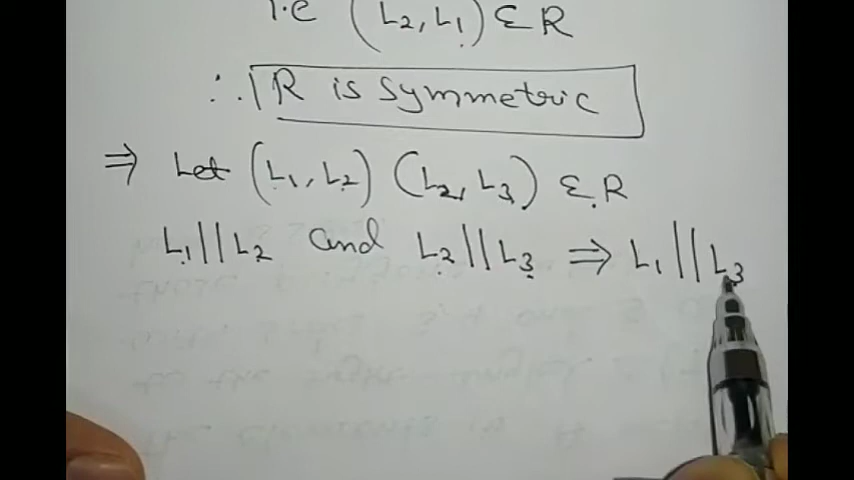 i.e (L2, L1) ∈ R
∴ R is Symmetric
⇒ Let (L1, L2) (L2, L3) ∈ R
L1 || L2 and L2 || L3 ⇒ L1 || L3